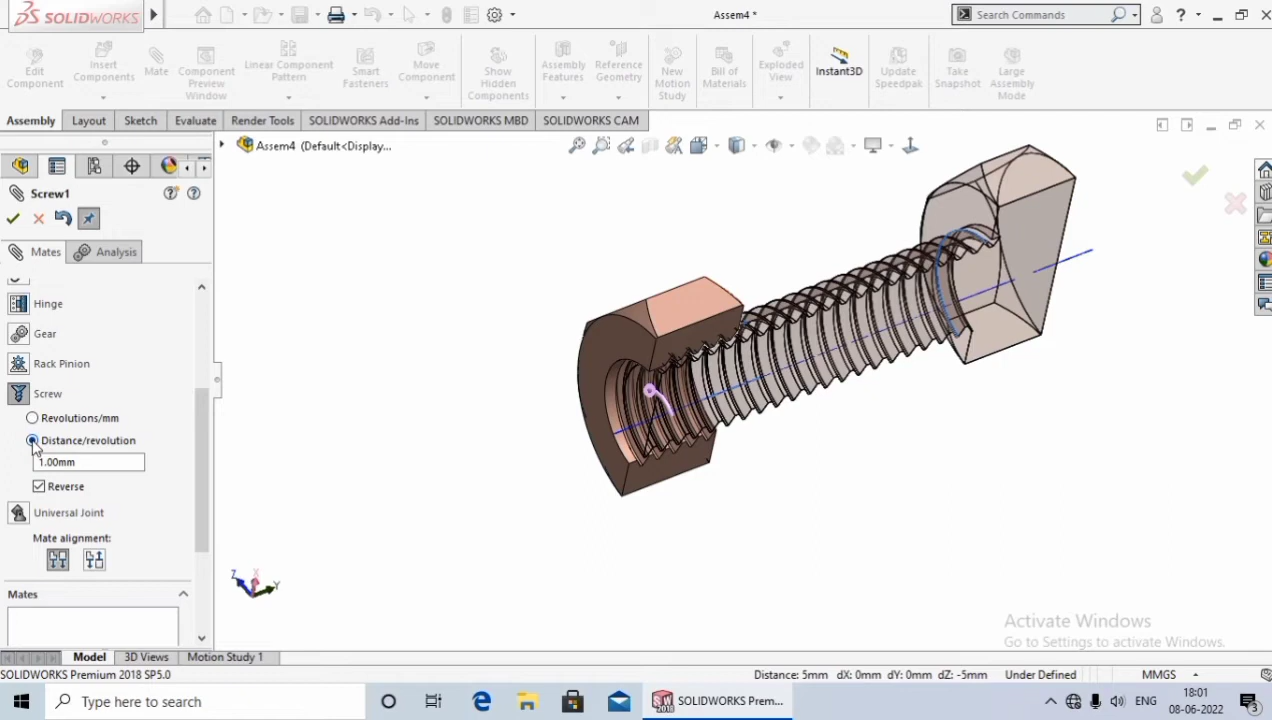 SOLIDWORKS
Assem4 *
Search Commands
?
Edit Component
Insert Components
Mate
Component Preview Window
Linear Component Pattern
Smart Fasteners
Move Component
Show Hidden Components
Assembly Features
Reference Geometry
New Motion Study
Bill of Materials
Exploded View
Instant3D
Update Speedpak
Take Snapshot
Large Assembly Mode
Assembly
Layout
Sketch
Evaluate
Render Tools
SOLIDWORKS Add-Ins
SOLIDWORKS MBD
SOLIDWORKS CAM
Assem4 (Default<Display...
Screw1
Mates
Analysis
Hinge
Gear
Rack Pinion
Screw
Revolutions/mm
Distance/revolution
1.00mm
Reverse
Universal Joint
Mate alignment:
Mates
Z
X
Y
Activate Windows
Go to Settings to activate Windows.
Model
3D Views
Motion Study 1
SOLIDWORKS Premium 2018 SP5.0
Distance: 5mm dX: 0mm dY: 0mm dZ: -5mm
Under Defined
MMGS
Type here to search
SOLIDWORKS Prem...
ENG
18:01
08-06-2022
3